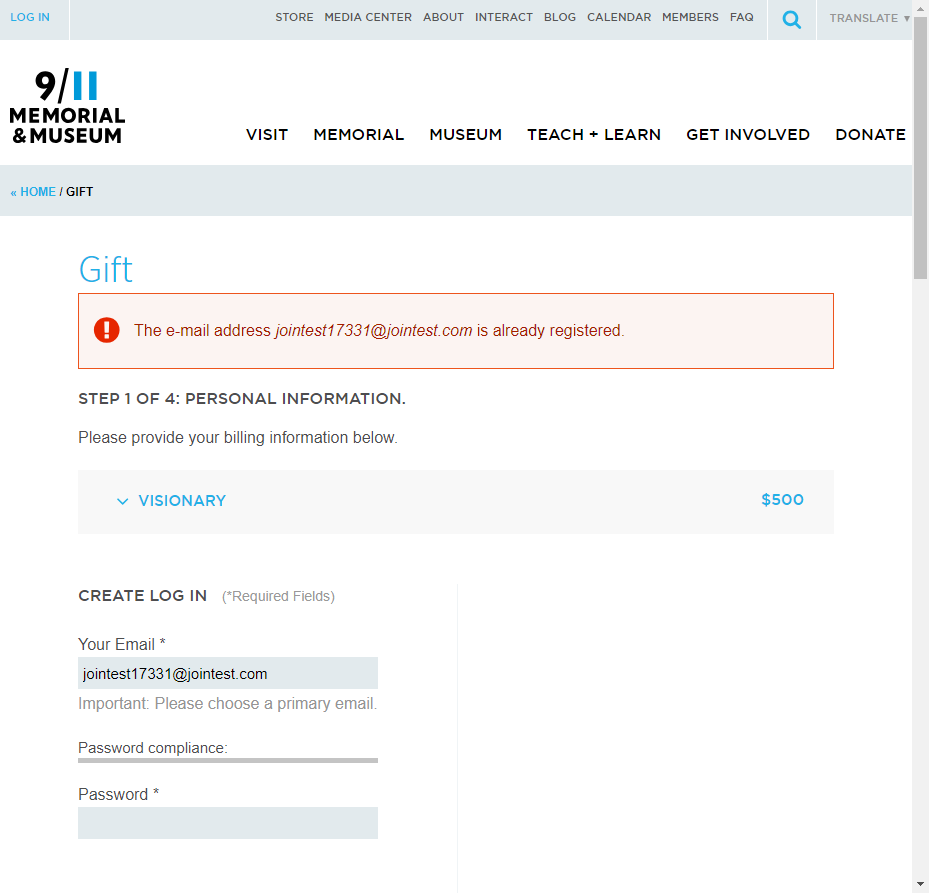 LOG IN
STORE MEDIA CENTER ABOUT INTERACT BLOG CALENDAR MEMBERS FAQ
TRANSLATE ▼
9/11
MEMORIAL
& MUSEUM
VISIT MEMORIAL MUSEUM TEACH + LEARN GET INVOLVED DONATE
« HOME / GIFT
Gift
The e-mail address jointest17331@jointest.com is already registered.
STEP 1 OF 4: PERSONAL INFORMATION.
Please provide your billing information below.
VISIONARY $500
CREATE LOG IN (*Required Fields)
Your Email *
jointest17331@jointest.com
Important: Please choose a primary email.
Password compliance:
Password *